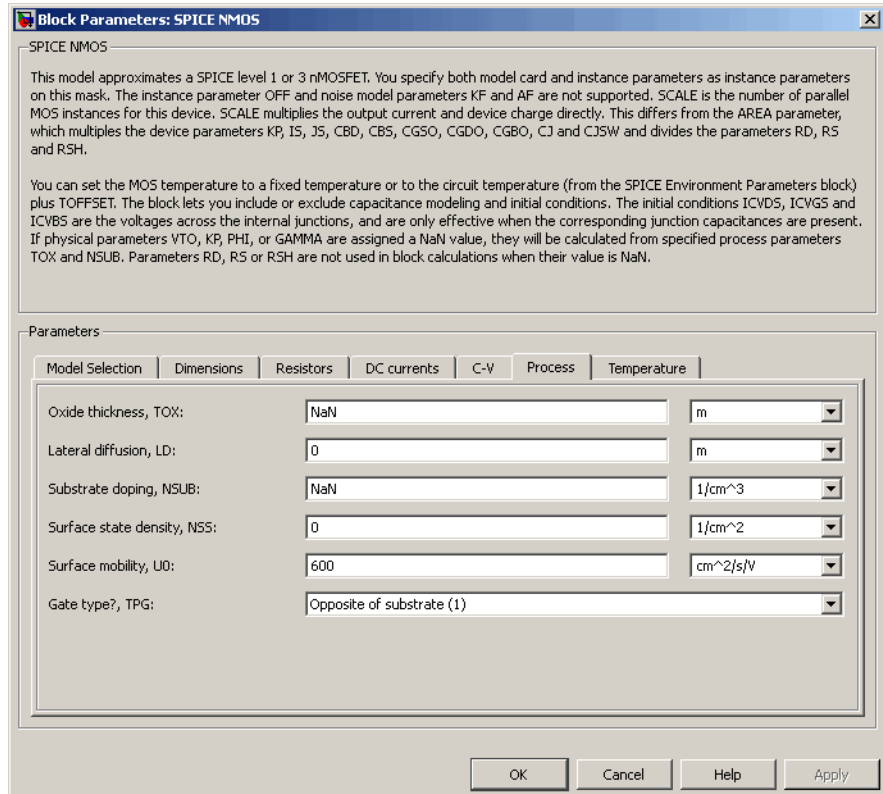 Block Parameters: SPICE NMOS
SPICE NMOS
This model approximates a SPICE level 1 or 3 nMOSFET. You specify both model card and instance parameters as instance parameters
on this mask. The instance parameter OFF and noise model parameters KF and AF are not supported. SCALE is the number of parallel
MOS instances for this device. SCALE multiplies the output current and device charge directly. This differs from the AREA parameter,
which multiples the device parameters KP, IS, JS, CBD, CBS, CGSO, CGDO, CGBO, CJ and CJSW and divides the parameters RD, RS
and RSH.
You can set the MOS temperature to a fixed temperature or to the circuit temperature (from the SPICE Environment Parameters block)
plus TOFFSET. The block lets you include or exclude capacitance modeling and initial conditions. The initial conditions ICVDS, ICVGS and
ICVBS are the voltages across the internal junctions, and are only effective when the corresponding junction capacitances are present.
If physical parameters VTO, KP, PHI, or GAMMA are assigned a NaN value, they will be calculated from specified process parameters
TOX and NSUB. Parameters RD, RS or RSH are not used in block calculations when their value is NaN.
Parameters
Model Selection Dimensions Resistors DC currents C-V Process Temperature
Oxide thickness, TOX: NaN m
Lateral diffusion, LD: 0 m
Substrate doping, NSUB: NaN 1/cm^3
Surface state density, NSS: 0 1/cm^2
Surface mobility, U0: 600 cm^2/s/V
Gate type?, TPG: Opposite of substrate (1)
OK Cancel Help Apply